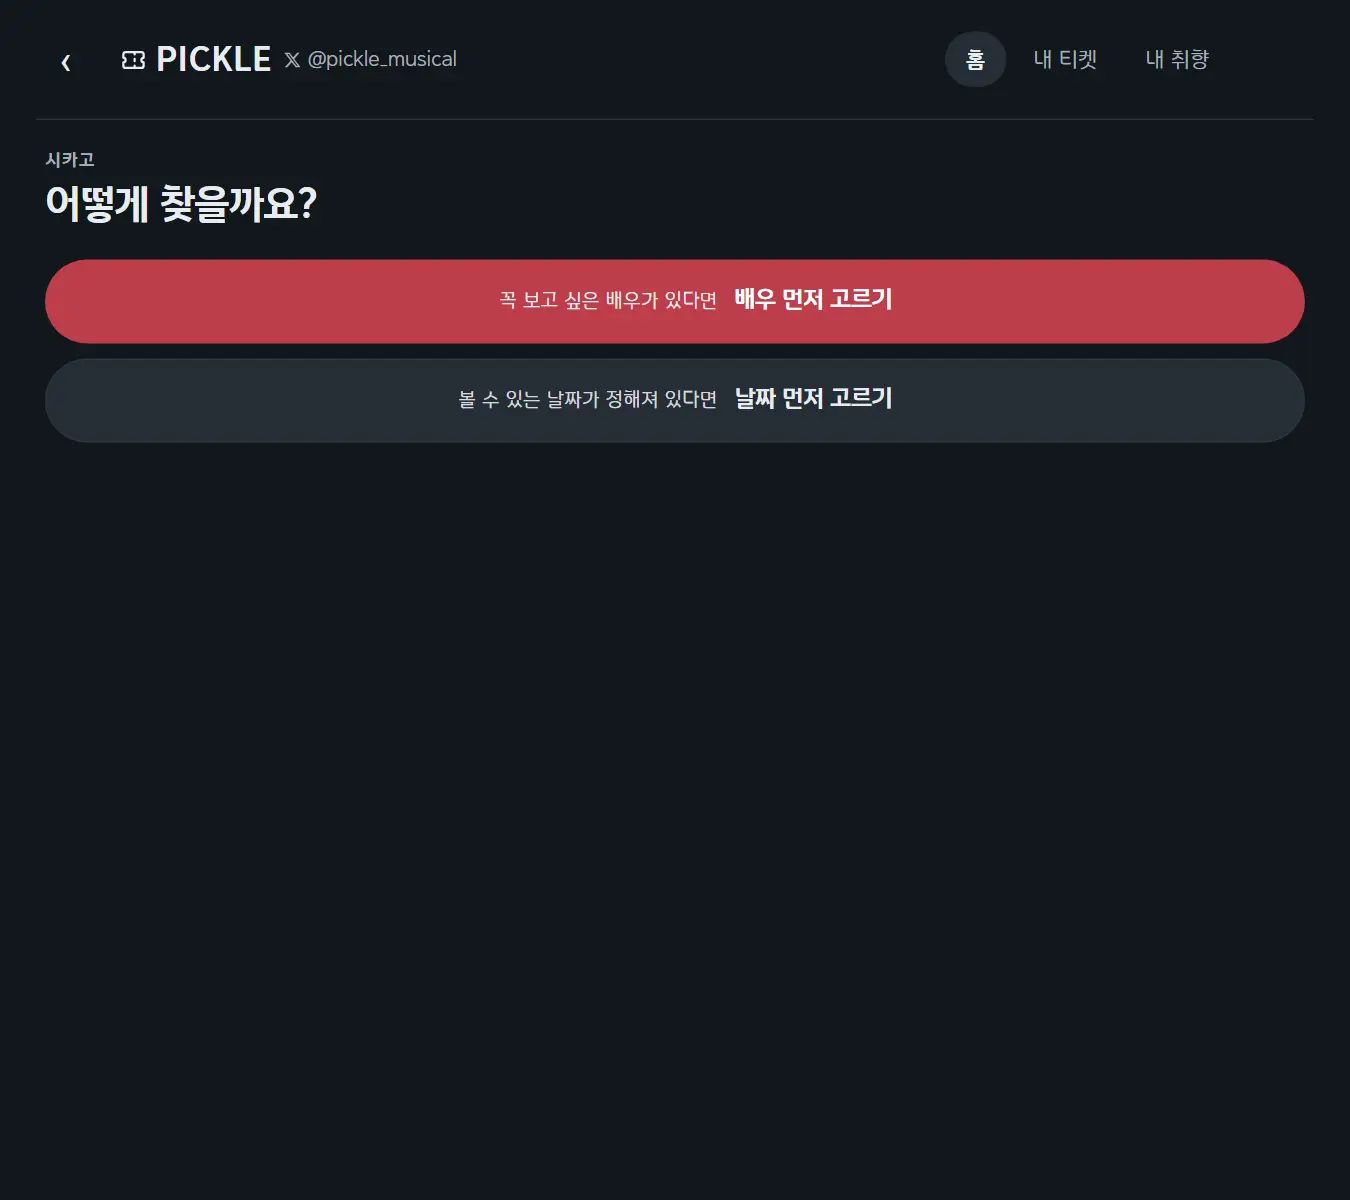 ‹ PICKLE 𝕏 @pickle_musical 홈 내 티켓 내 취향
시카고
어떻게 찾을까요?
꼭 보고 싶은 배우가 있다면 배우 먼저 고르기
볼 수 있는 날짜가 정해져 있다면 날짜 먼저 고르기